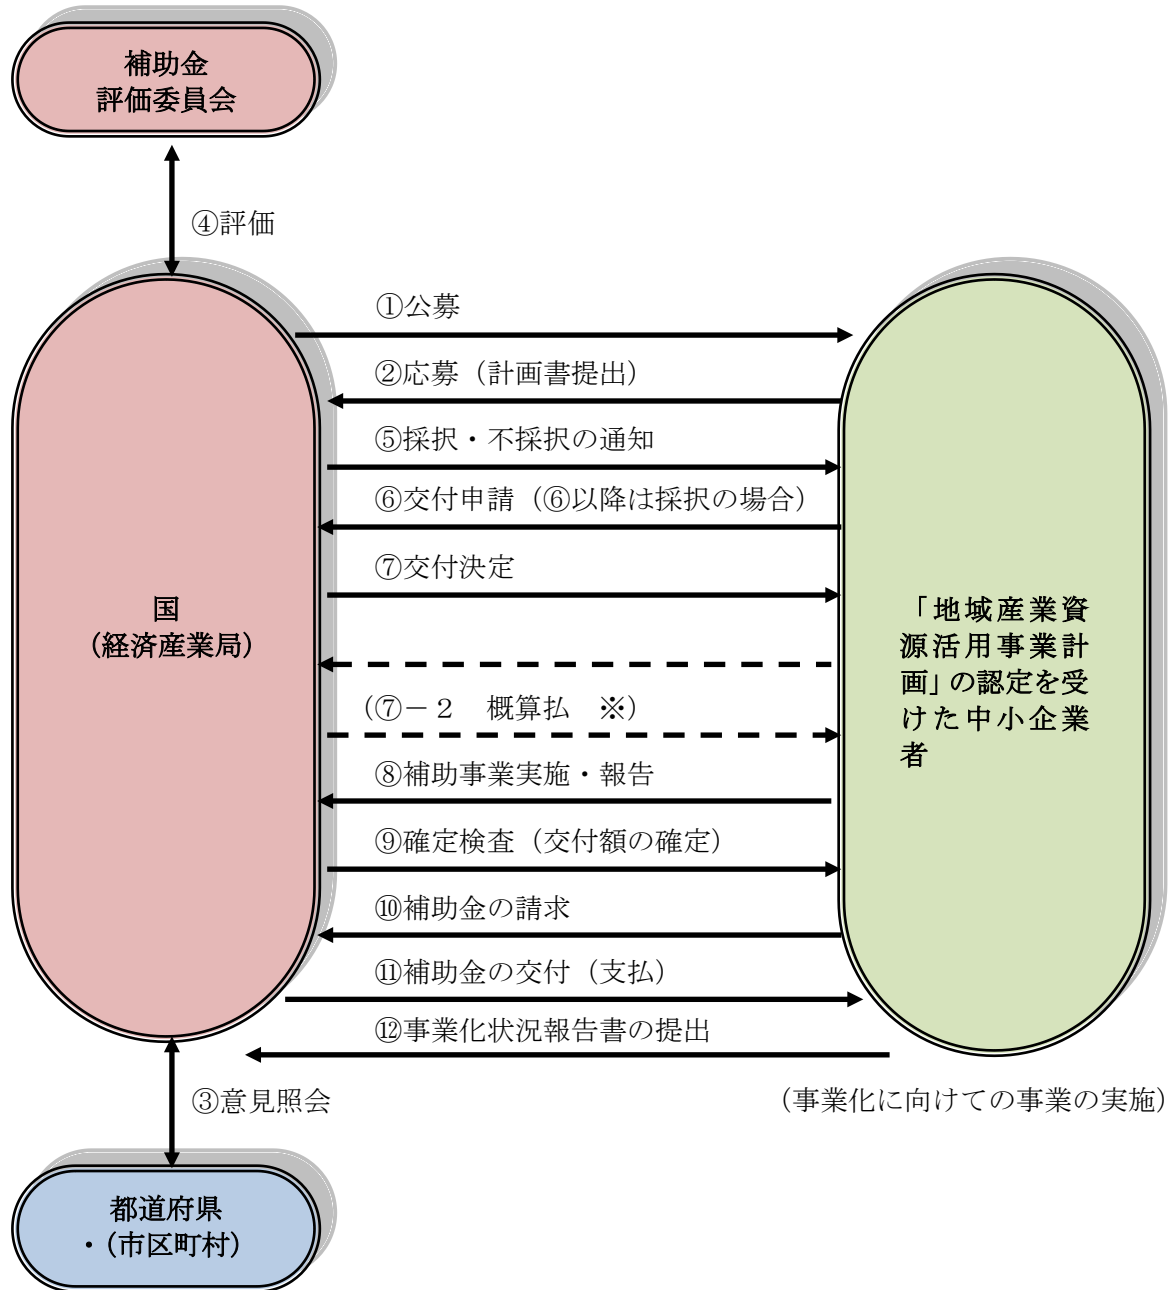 補助金
評価委員会
④評価
①公募
②応募（計画書提出）
⑤採択・不採択の通知
⑥交付申請（⑥以降は採択の場合）
⑦交付決定
国
（経済産業局）
「地域産業資
源活用事業計
画」の認定を受
けた中小企業
者
（⑦－２　概算払　※）
⑧補助事業実施・報告
⑨確定検査（交付額の確定）
⑩補助金の請求
⑪補助金の交付（支払）
⑫事業化状況報告書の提出
③意見照会
（事業化に向けての事業の実施）
都道府県
・（市区町村）